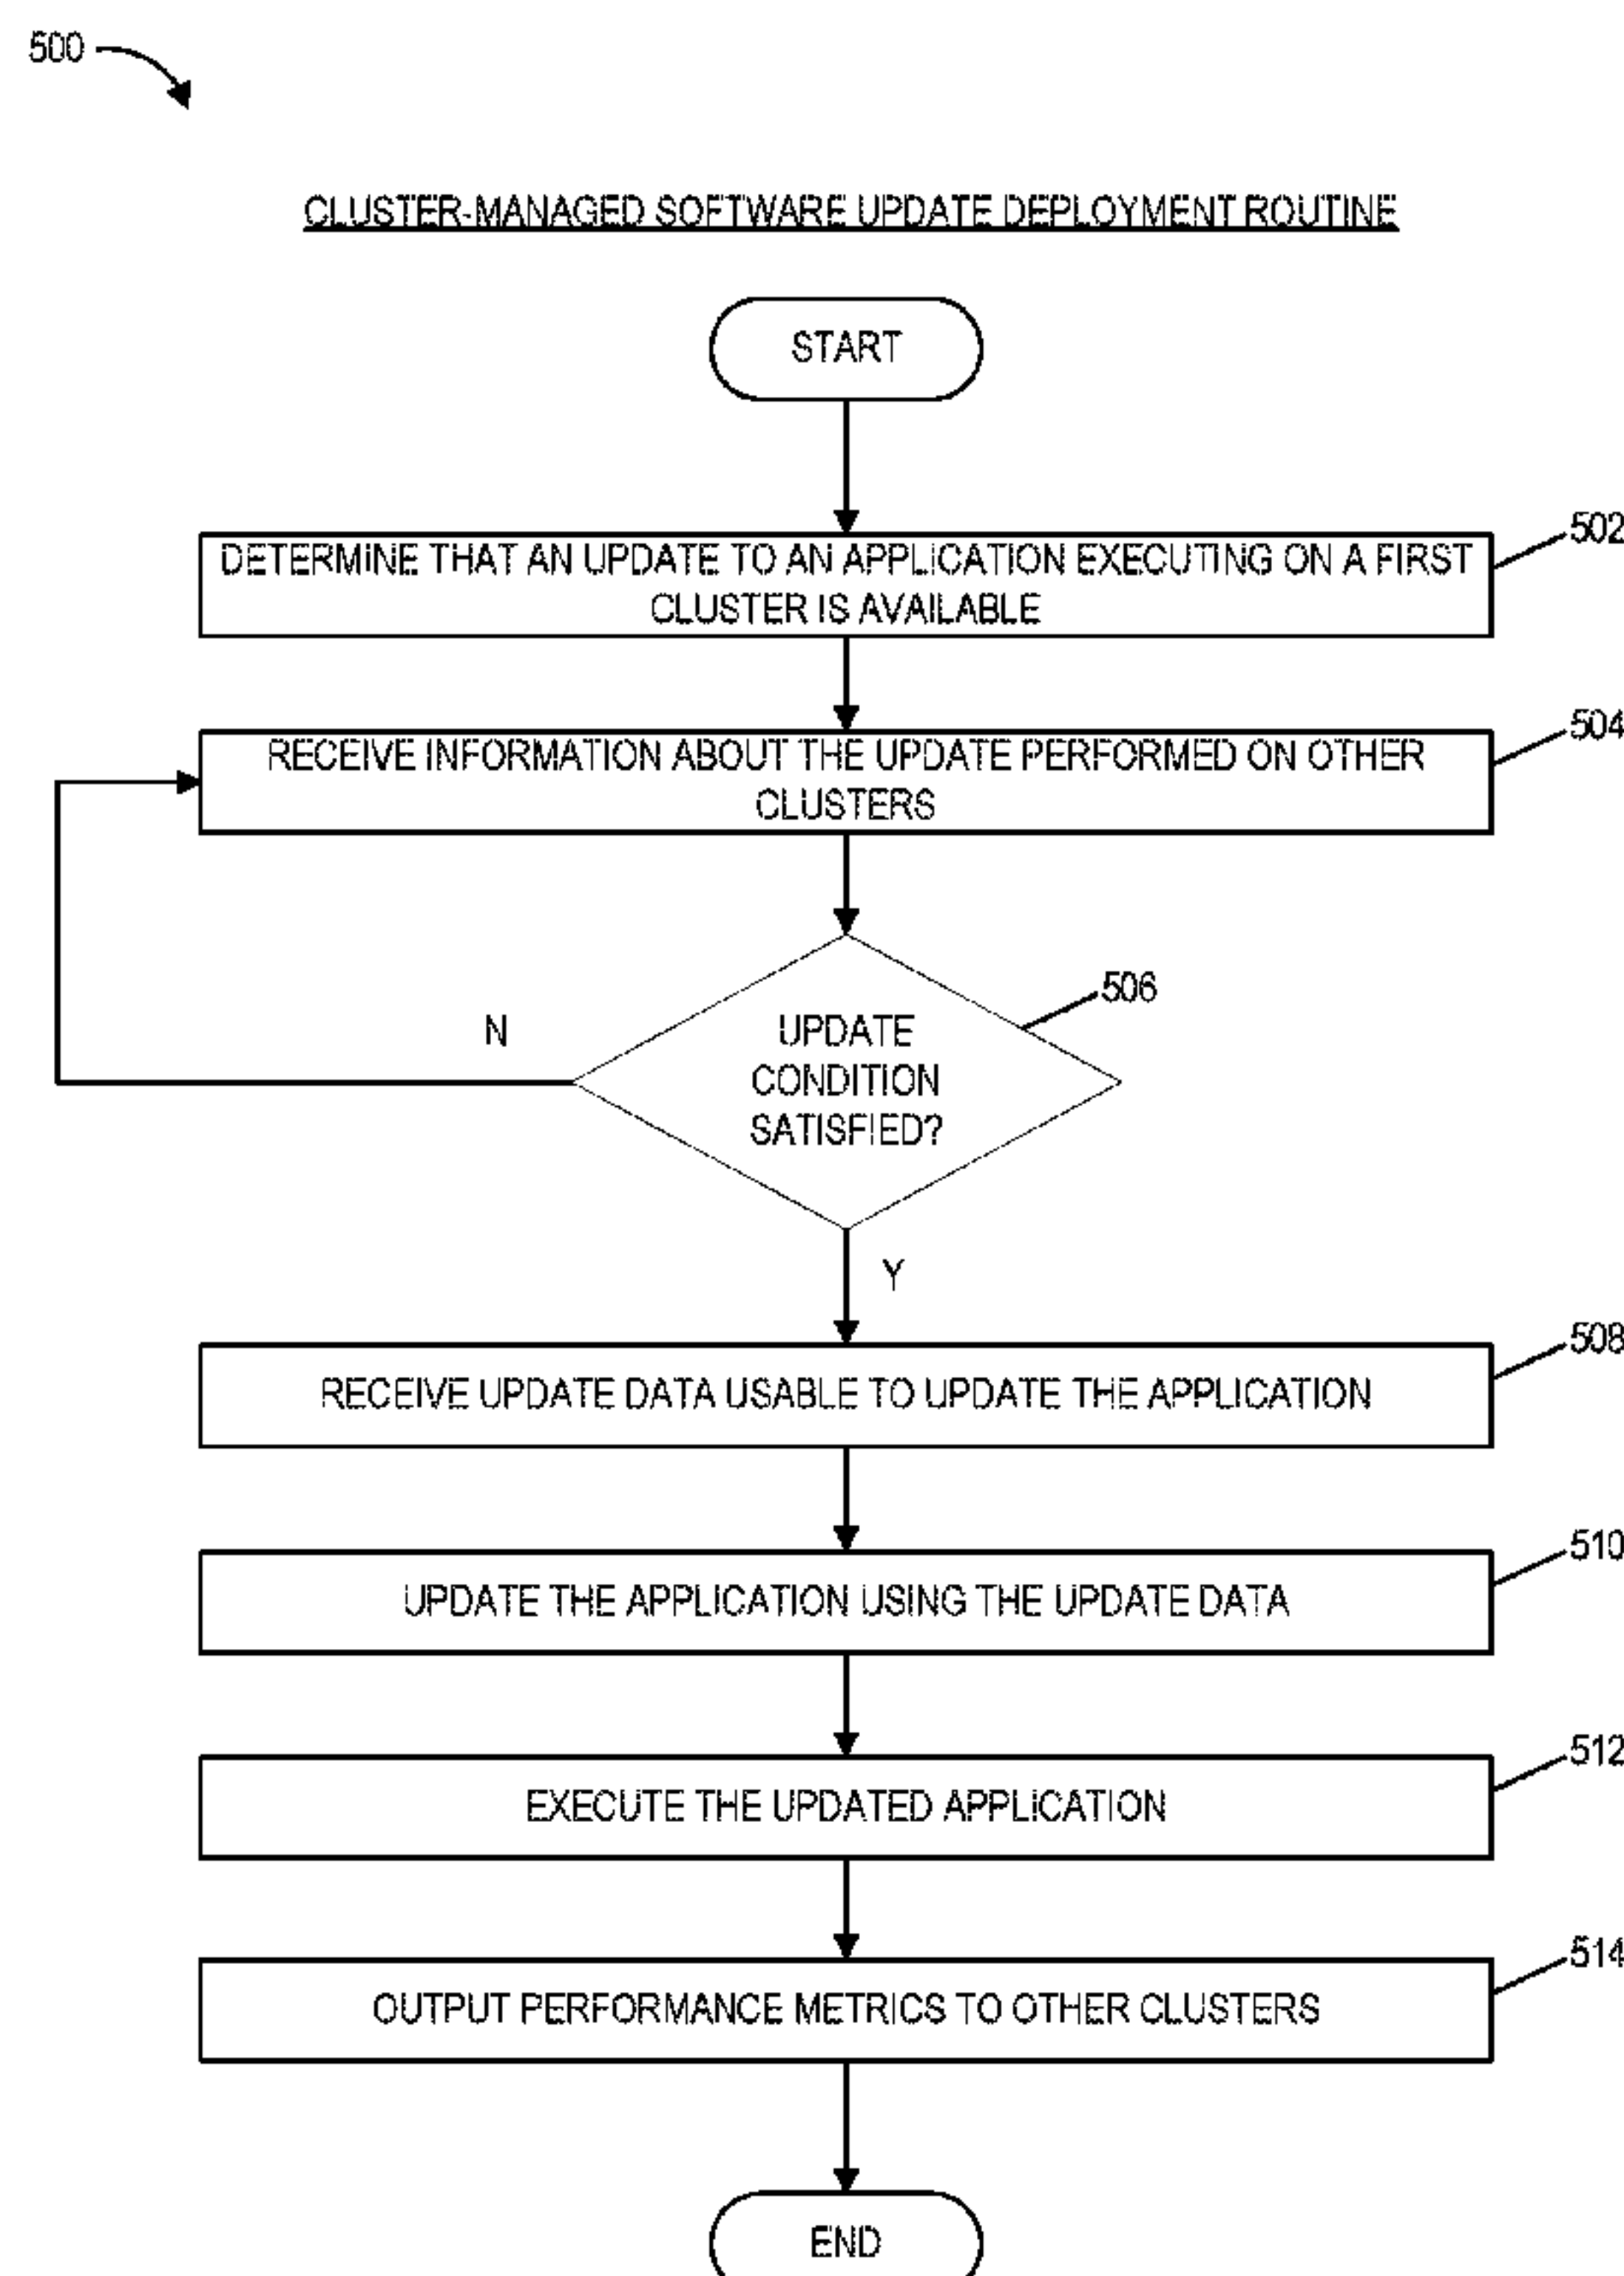 500
CLUSTER-MANAGED SOFTWARE UPDATE DEPLOYMENT ROUTINE
START
502
DETERMINE THAT AN UPDATE TO AN APPLICATION EXECUTING ON A FIRST
CLUSTER IS AVAILABLE
504
RECEIVE INFORMATION ABOUT THE UPDATE PERFORMED ON OTHER
CLUSTERS
506
N
UPDATE
CONDITION
SATISFIED?
Y
508
RECEIVE UPDATE DATA USABLE TO UPDATE THE APPLICATION
510
UPDATE THE APPLICATION USING THE UPDATE DATA
512
EXECUTE THE UPDATED APPLICATION
514
OUTPUT PERFORMANCE METRICS TO OTHER CLUSTERS
END